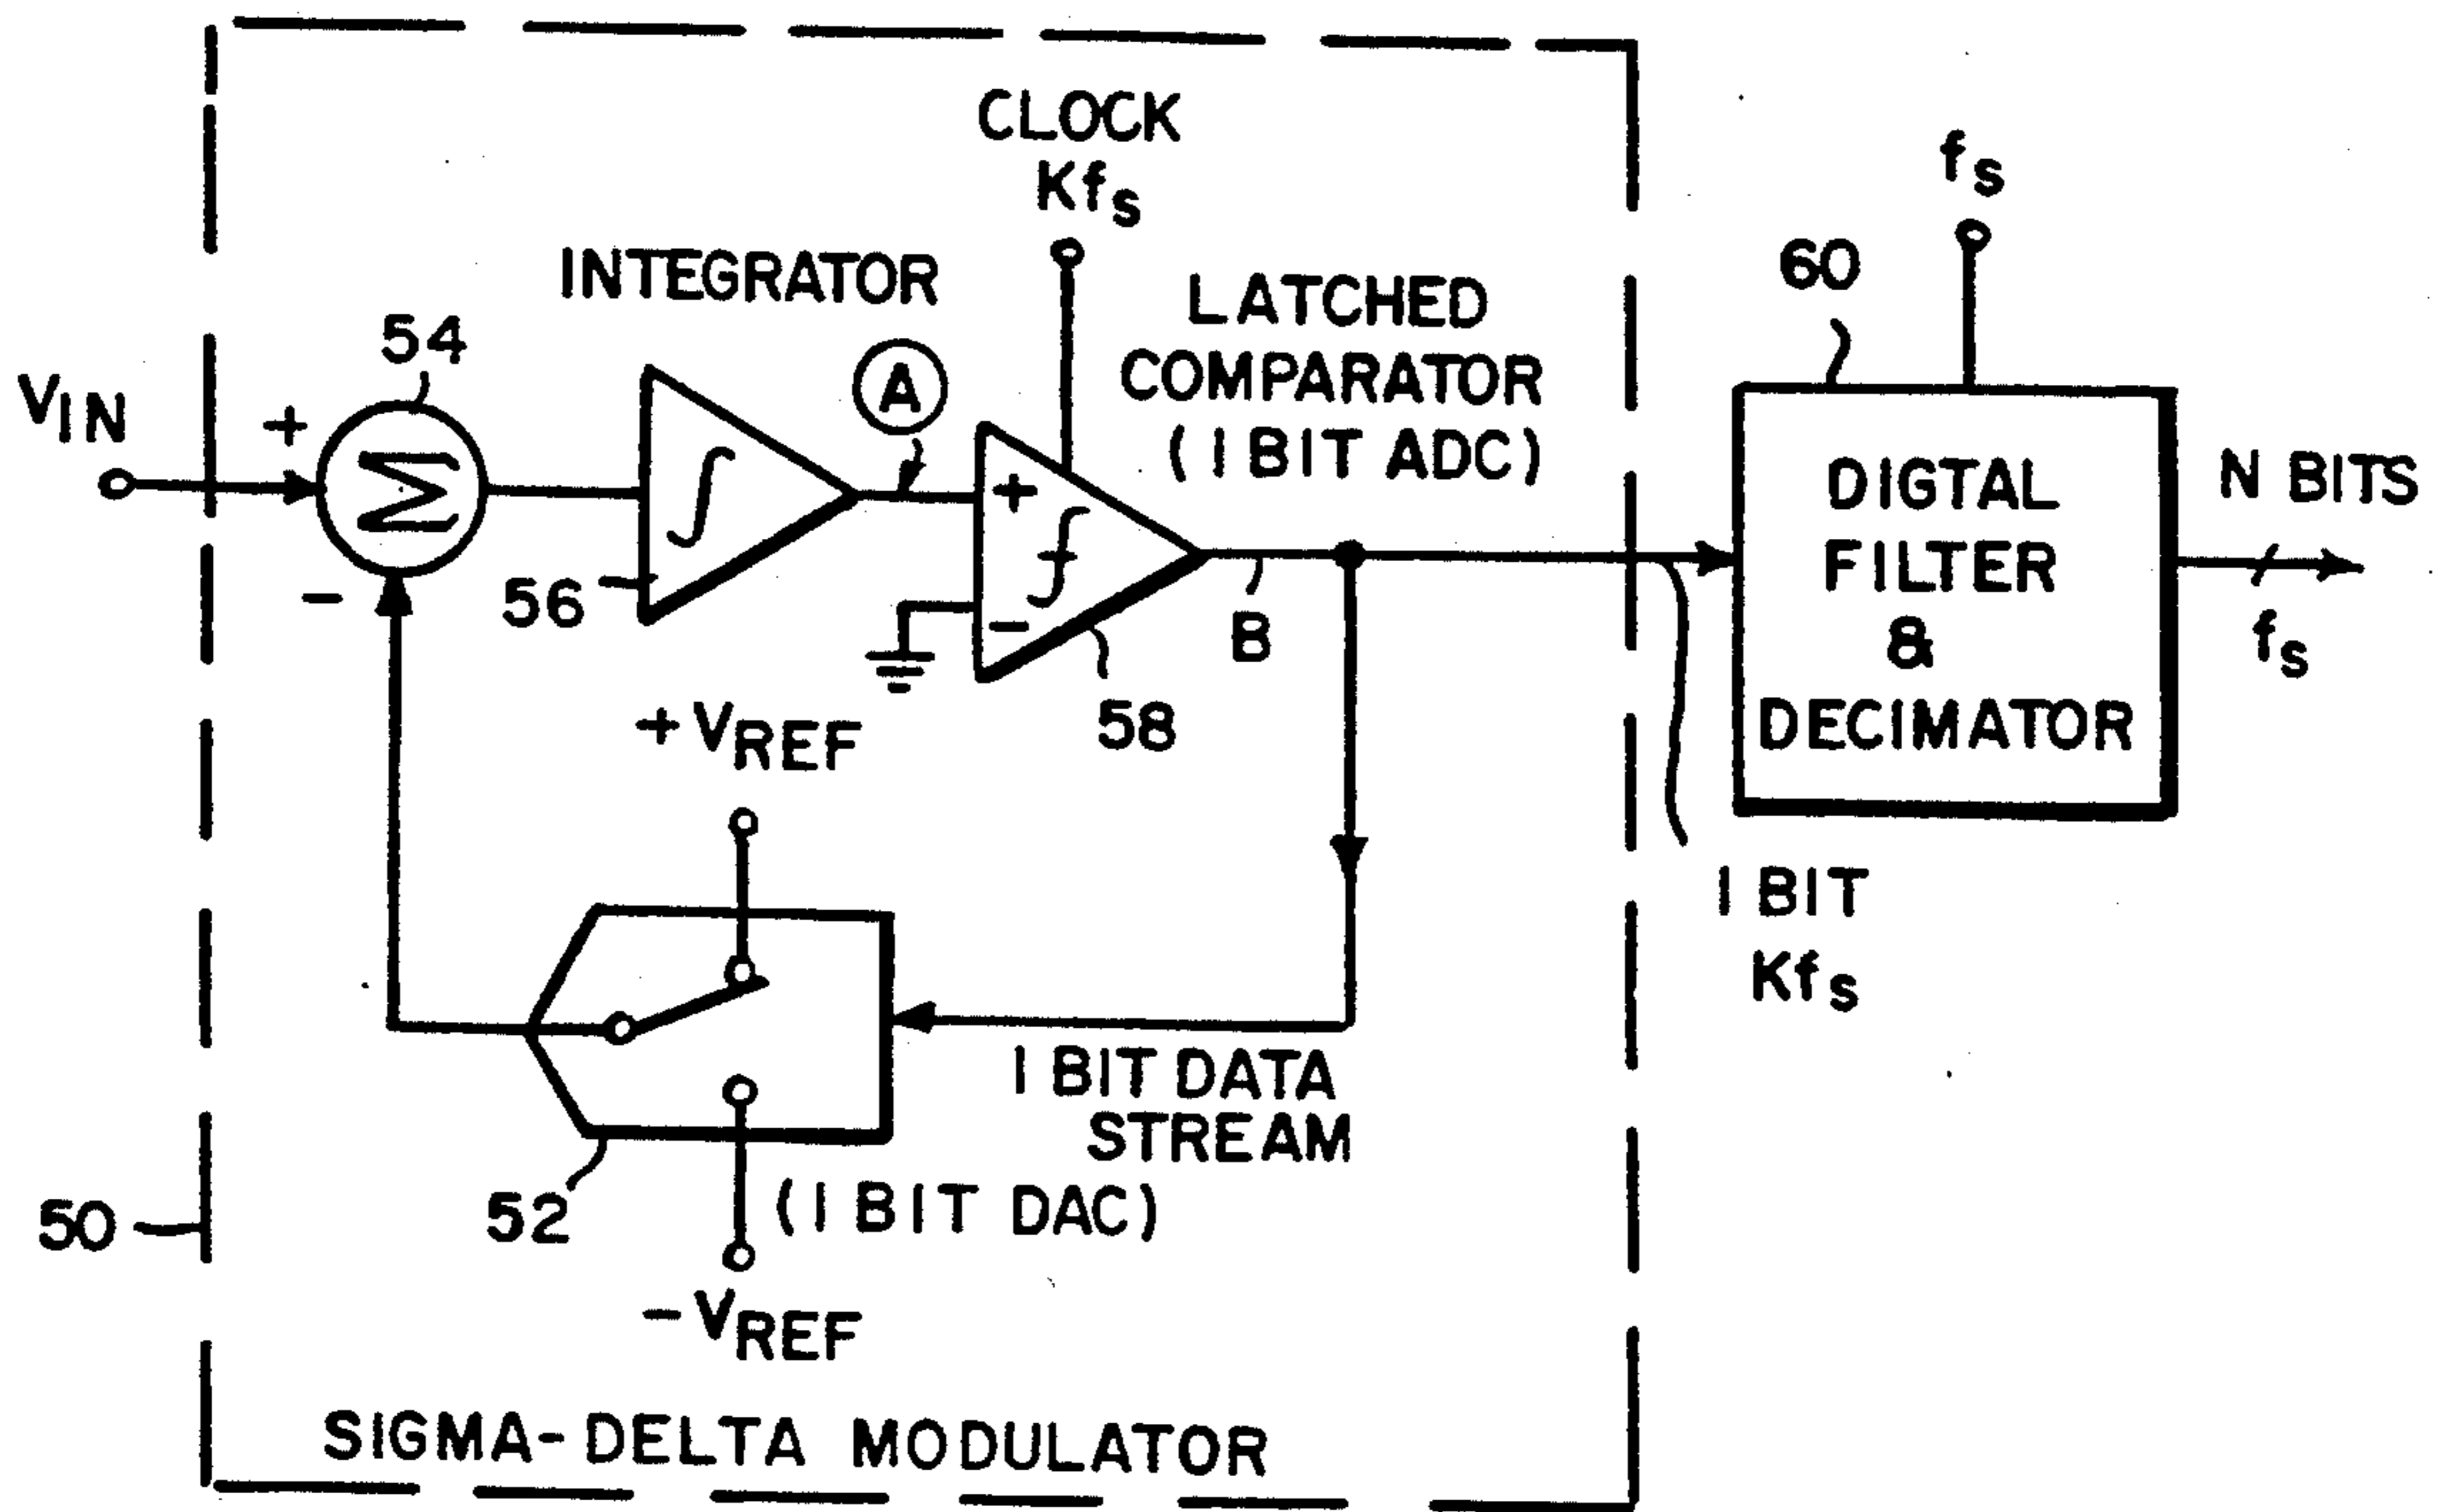 CLOCK
Kfs
fs
INTEGRATOR
60
LATCHED
COMPARATOR
(1 BIT ADC)
54
A
VIN
+
Σ
∫
+
-
-
56
B
58
DIGTAL
FILTER
&
DECIMATOR
N BITS
fs
+VREF
1 BIT
Kfs
1 BIT DATA
STREAM
52
(1 BIT DAC)
50
-VREF
SIGMA-DELTA MODULATOR